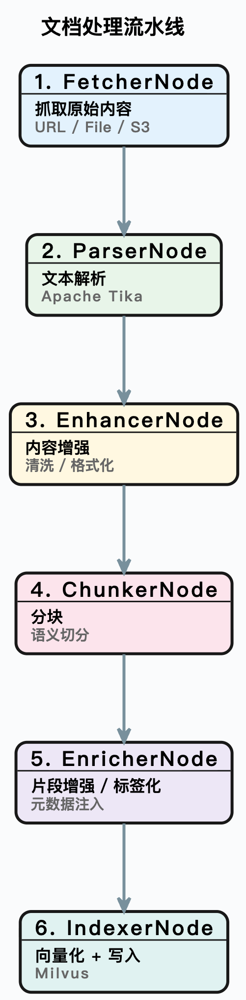 文档处理流水线
1. FetcherNode
抓取原始内容
URL / File / S3
2. ParserNode
文本解析
Apache Tika
3. EnhancerNode
内容增强
清洗 / 格式化
4. ChunkerNode
分块
语义切分
5. EnricherNode
片段增强 / 标签化
元数据注入
6. IndexerNode
向量化 + 写入
Milvus